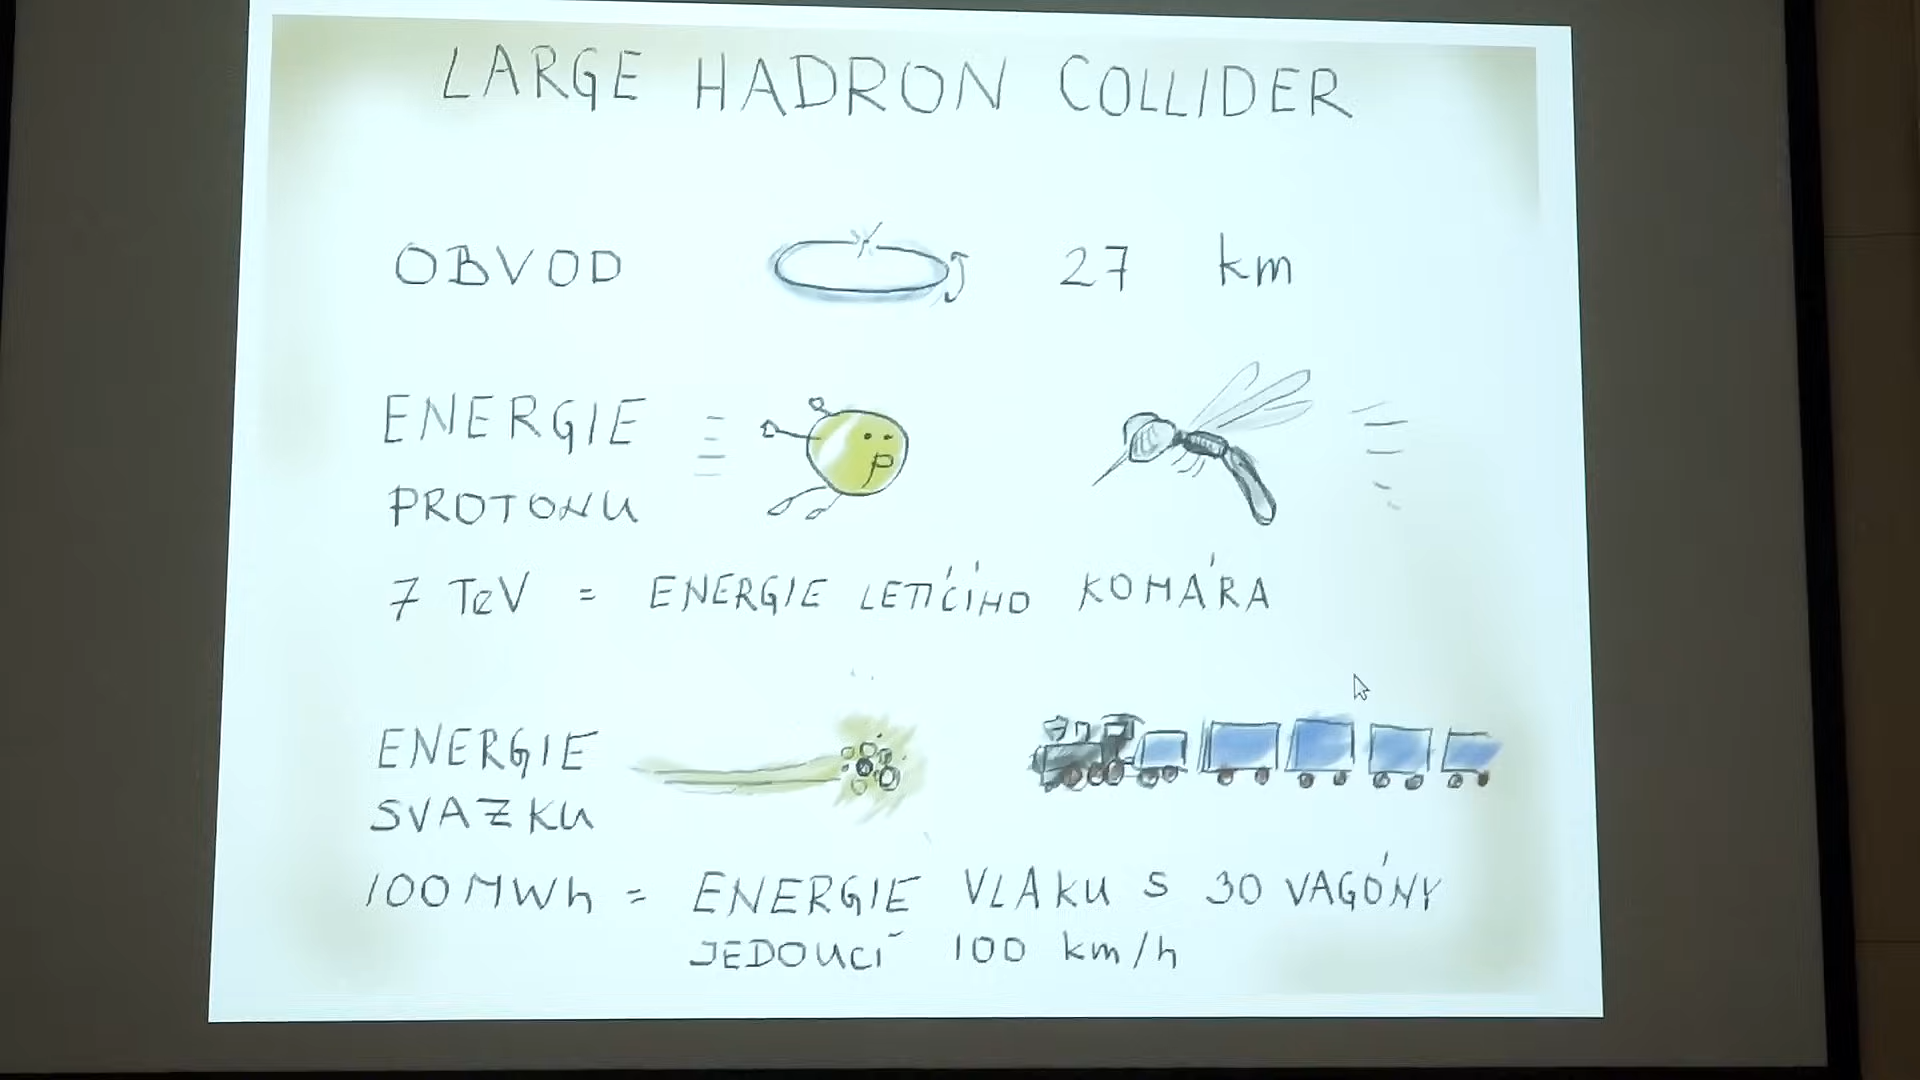 LARGE HADRON COLLIDER
OBVOD 27 km
ENERGIE
PROTONU
P
7 TeV = ENERGIE LETÍCÍHO KOMÁRA
ENERGIE
SVAZKU
100 MWh = ENERGIE VLAKU S 30 VAGÓNY
JEDOUCÍ 100 km/h